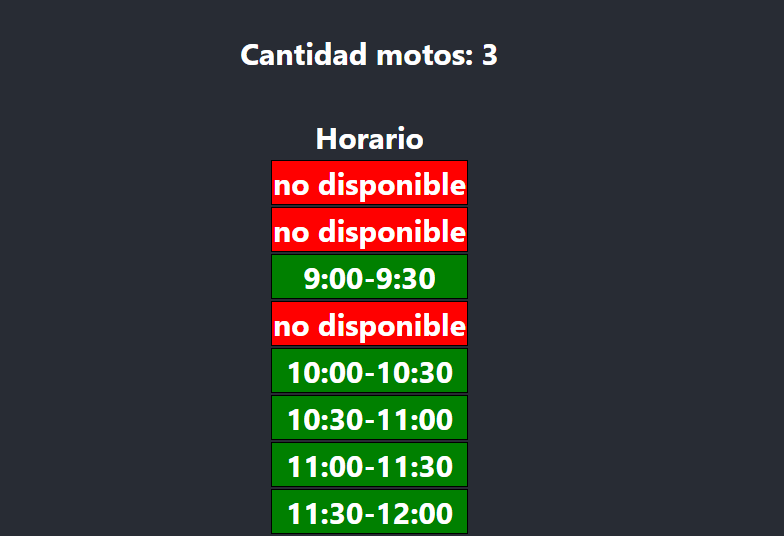 Cantidad motos: 3
Horario
no disponible
no disponible
9:00-9:30
no disponible
10:00-10:30
10:30-11:00
11:00-11:30
11:30-12:00